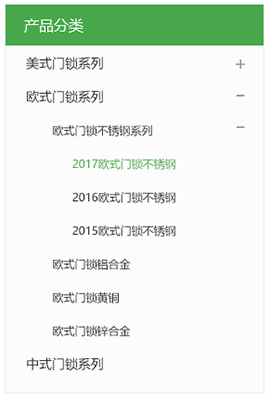 产品分类
美式门锁系列 +
欧式门锁系列 −
欧式门锁不锈钢系列 −
2017欧式门锁不锈钢
2016欧式门锁不锈钢
2015欧式门锁不锈钢
欧式门锁铝合金
欧式门锁黄铜
欧式门锁锌合金
中式门锁系列